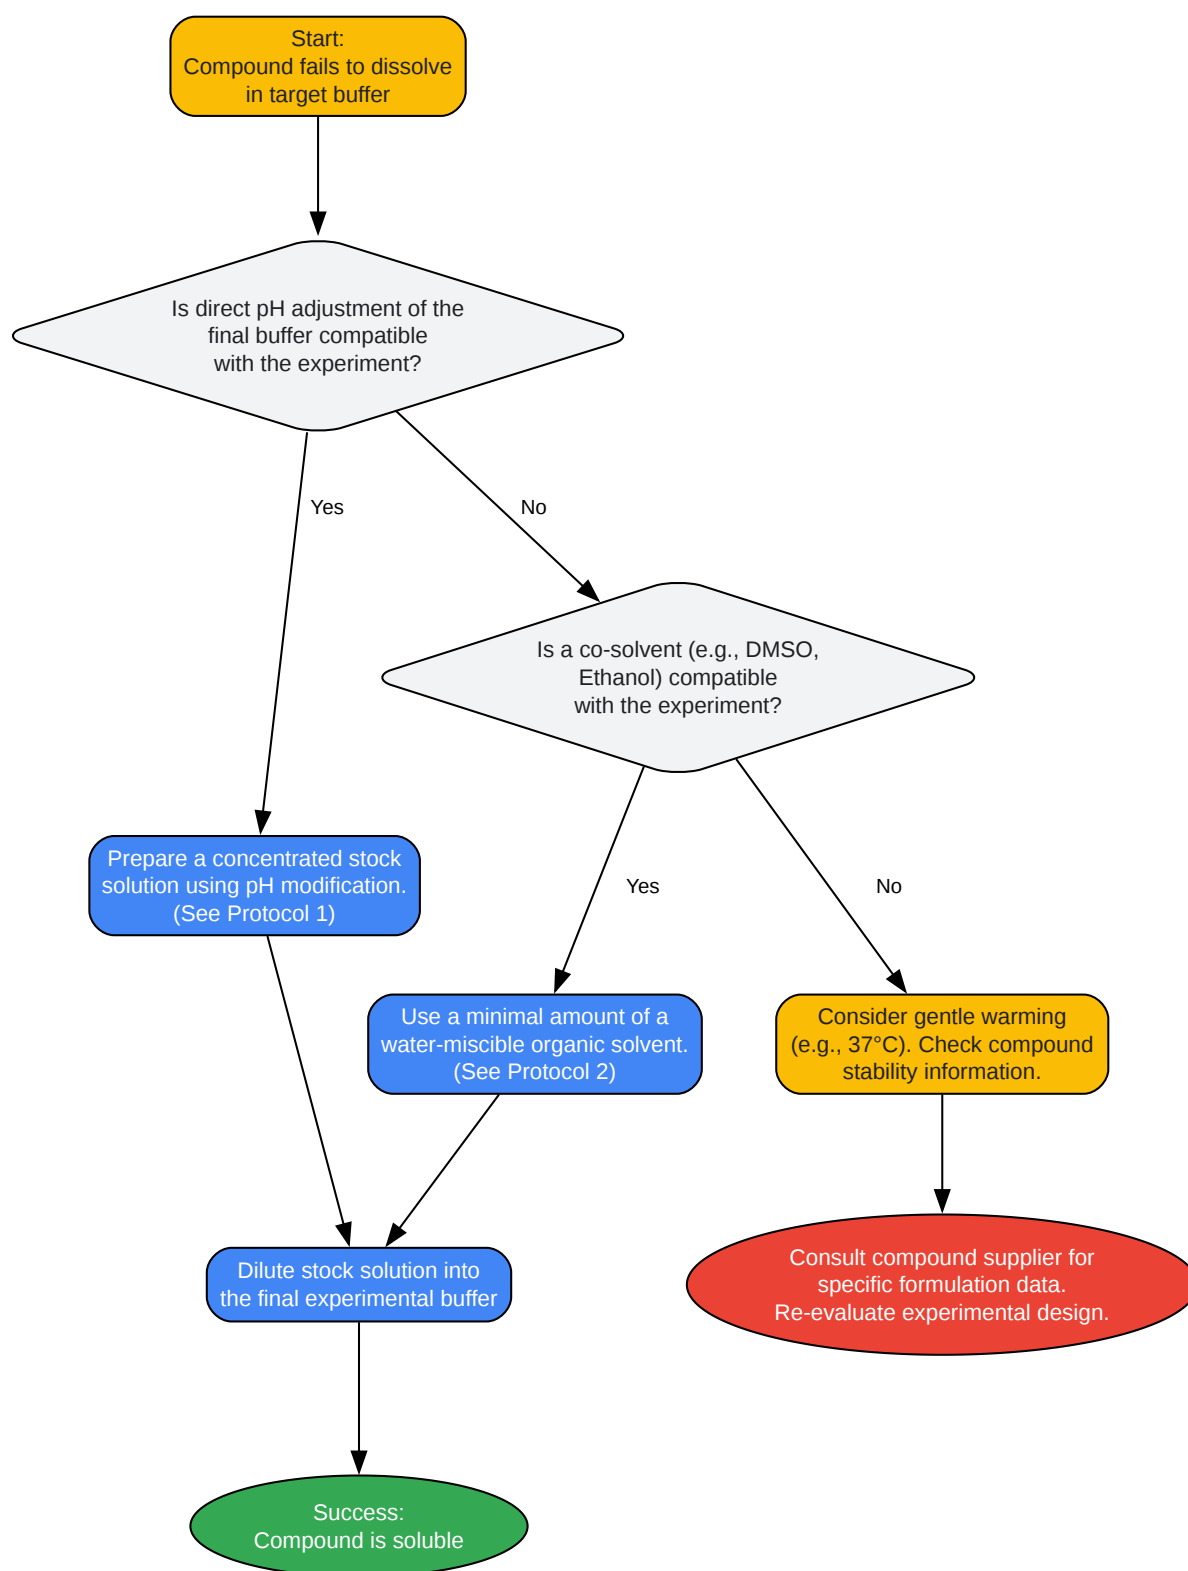 Start:
Compound fails to dissolve
in target buffer
Is direct pH adjustment of the
final buffer compatible
with the experiment?
Yes
No
Is a co-solvent (e.g., DMSO,
Ethanol) compatible
with the experiment?
Prepare a concentrated stock
solution using pH modification.
(See Protocol 1)
Yes
No
Use a minimal amount of a
water-miscible organic solvent.
(See Protocol 2)
Consider gentle warming
(e.g., 37°C). Check compound
stability information.
Dilute stock solution into
the final experimental buffer
Consult compound supplier for
specific formulation data.
Re-evaluate experimental design.
Success:
Compound is soluble